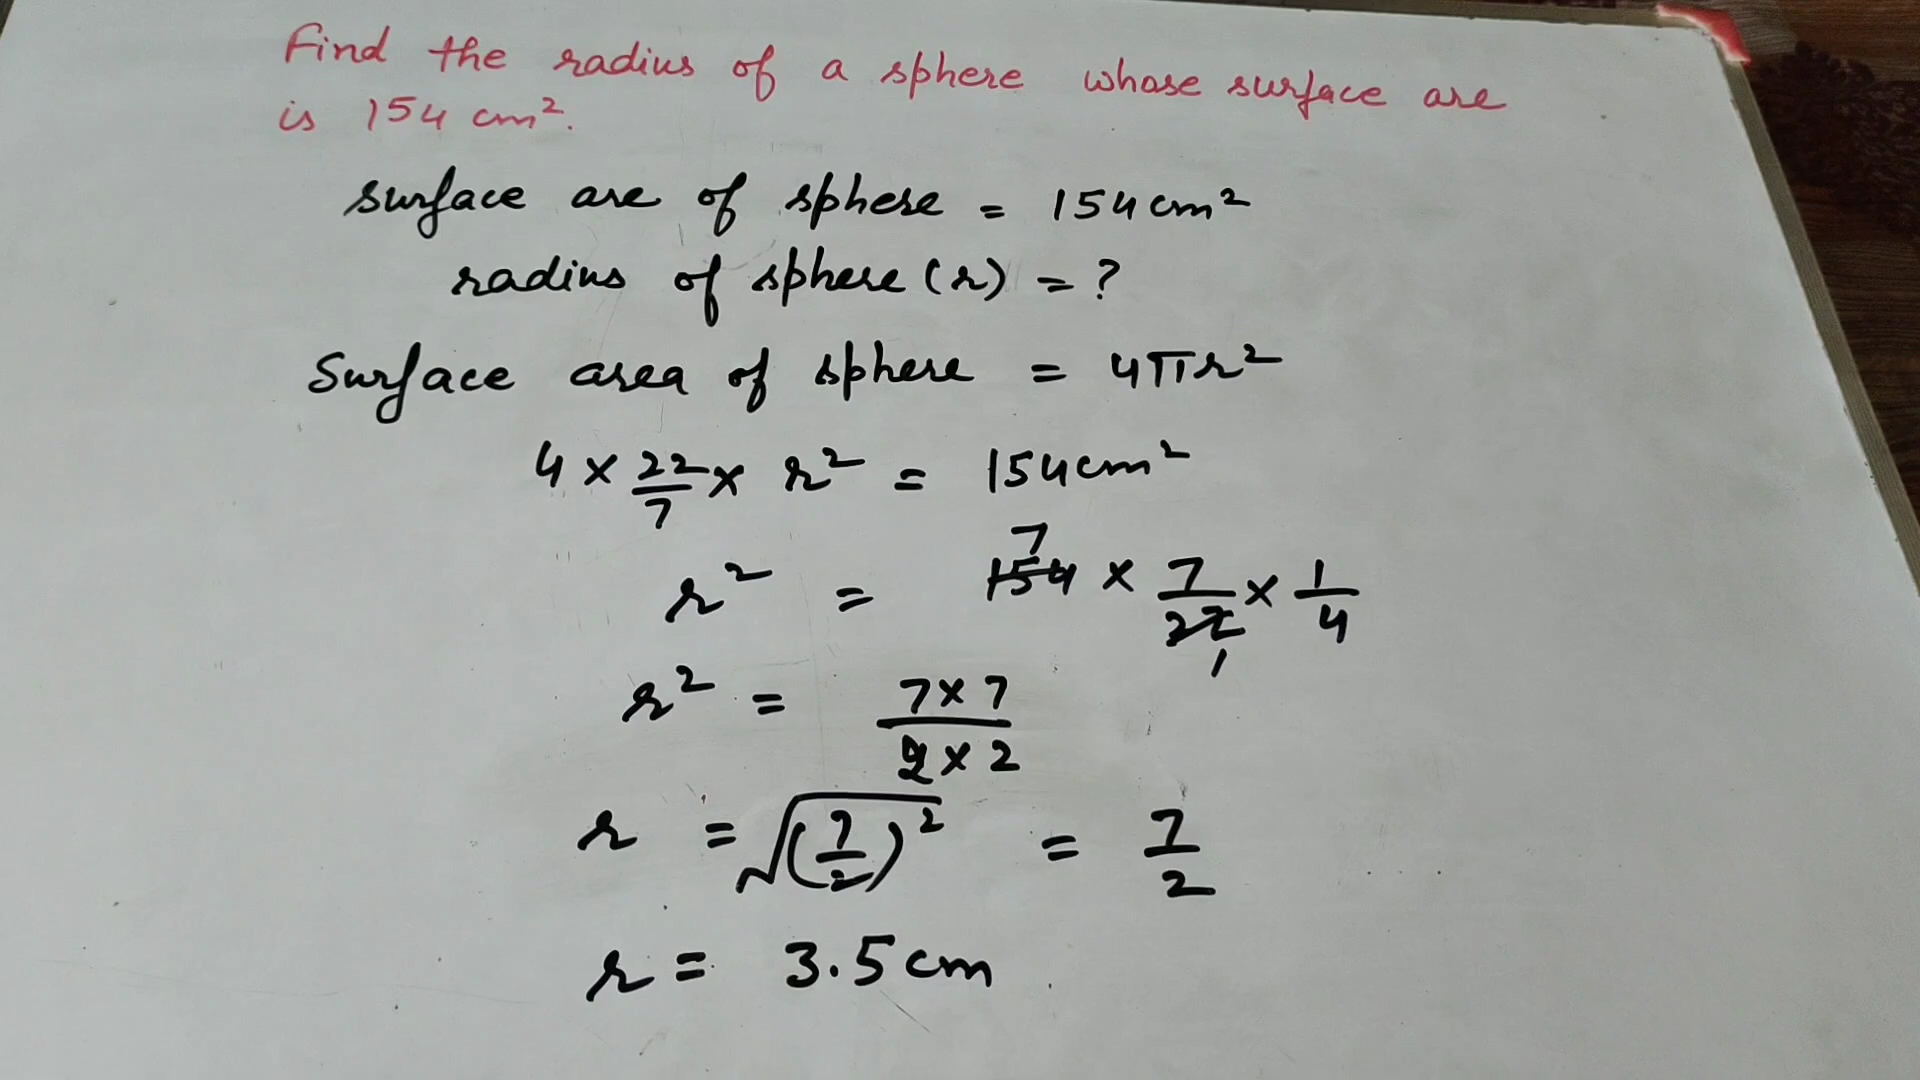 Find the radius of a sphere whose surface are
is 154 cm².
surface are of sphere = 154 cm²
radius of sphere (r) = ?
Surface area of sphere = 4πr²
4 × 22/7 × r² = 154 cm²
r² = 154 7 × 7/22 1 × 1/4
r² = 7×7/2×2
r = √(7/2)² = 7/2
r = 3.5 cm